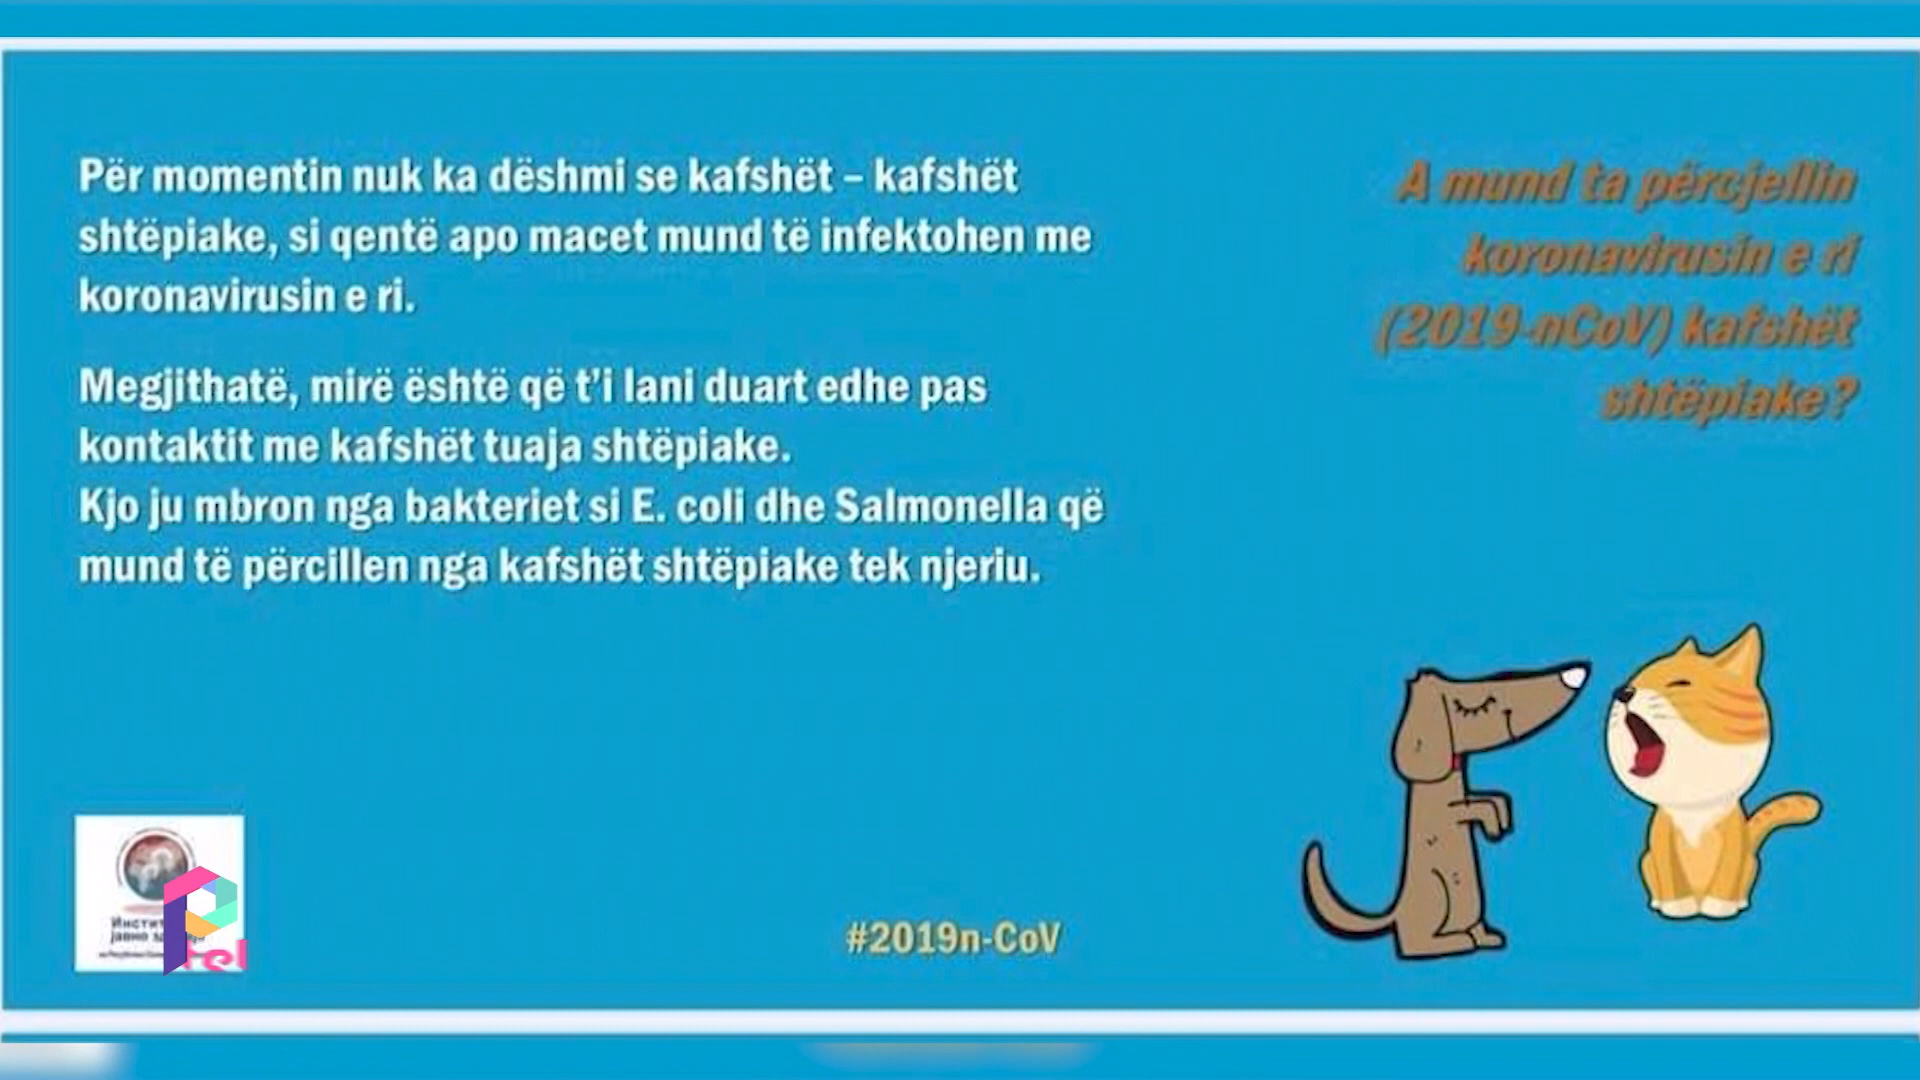 Për momentin nuk ka dëshmi se kafshët – kafshët
shtëpiake, si qentë apo macet mund të infektohen me
koronavirusin e ri.
Megjithatë, mirë është që t’i lani duart edhe pas
kontaktit me kafshët tuaja shtëpiake.
Kjo ju mbron nga bakteriet si E. coli dhe Salmonella që
mund të përcillen nga kafshët shtëpiake tek njeriu.
A mund ta përcjellin
koronavirusin e ri
(2019-nCoV) kafshët
shtëpiake?
јавно
#2019n-CoV